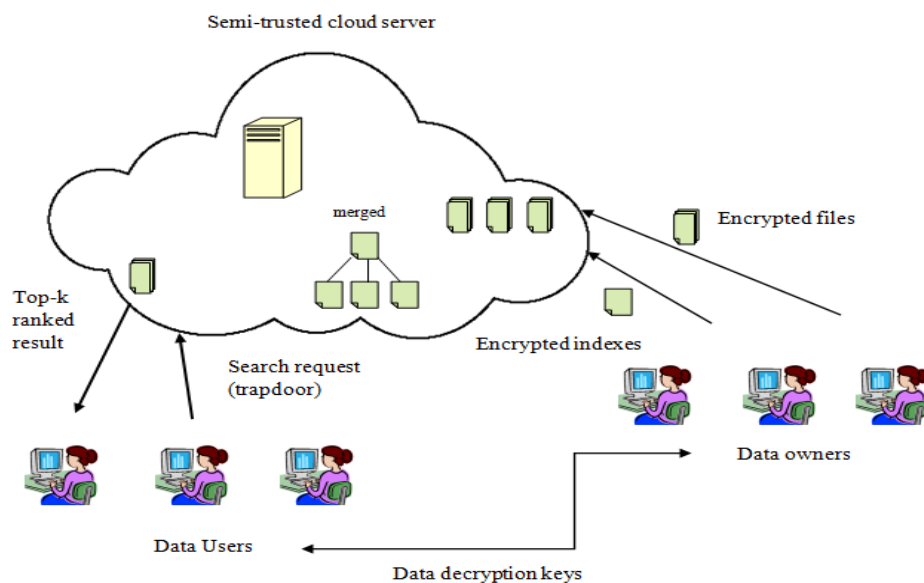 Semi-trusted cloud server
merged
Encrypted files
Top-k
ranked
result
Search request
(trapdoor)
Encrypted indexes
Data owners
Data Users
Data decryption keys